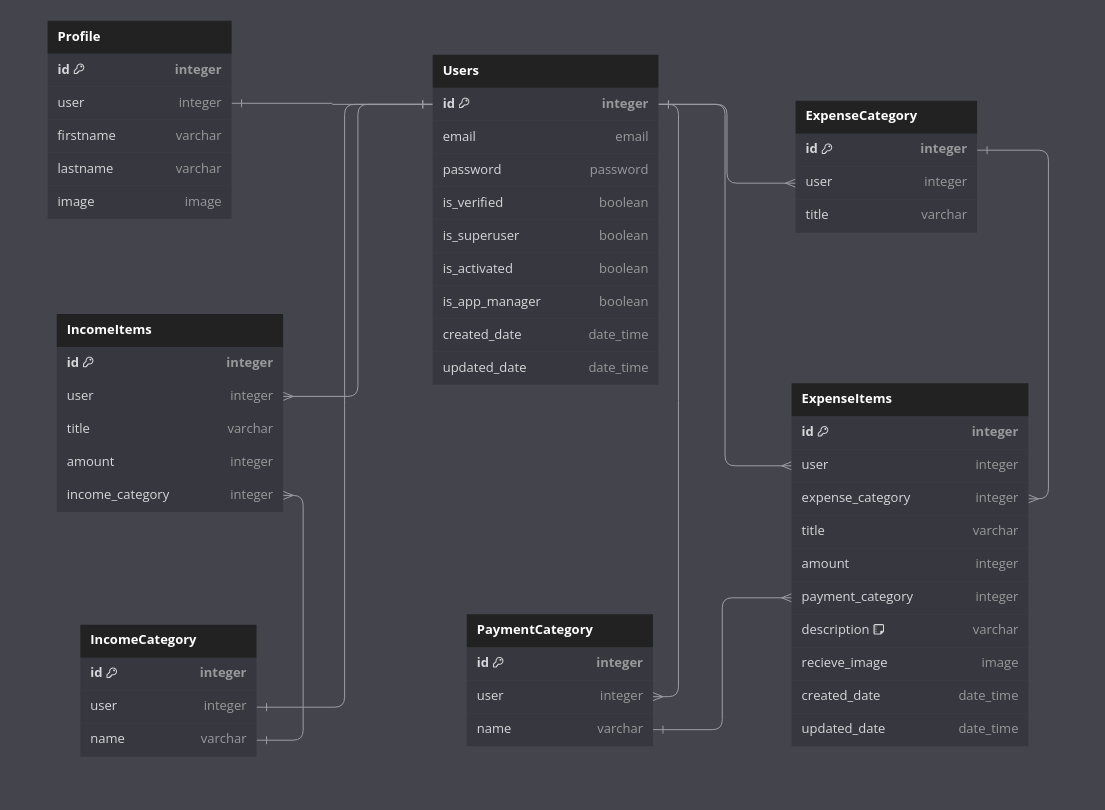 Profile
id integer
user integer
firstname varchar
lastname varchar
image image
Users
id integer
email email
password password
is_verified boolean
is_superuser boolean
is_activated boolean
is_app_manager boolean
created_date date_time
updated_date date_time
ExpenseCategory
id integer
user integer
title varchar
IncomeItems
id integer
user integer
title varchar
amount integer
income_category integer
ExpenseItems
id integer
user integer
expense_category integer
title varchar
amount integer
payment_category integer
description varchar
recieve_image image
created_date date_time
updated_date date_time
IncomeCategory
id integer
user integer
name varchar
PaymentCategory
id integer
user integer
name varchar